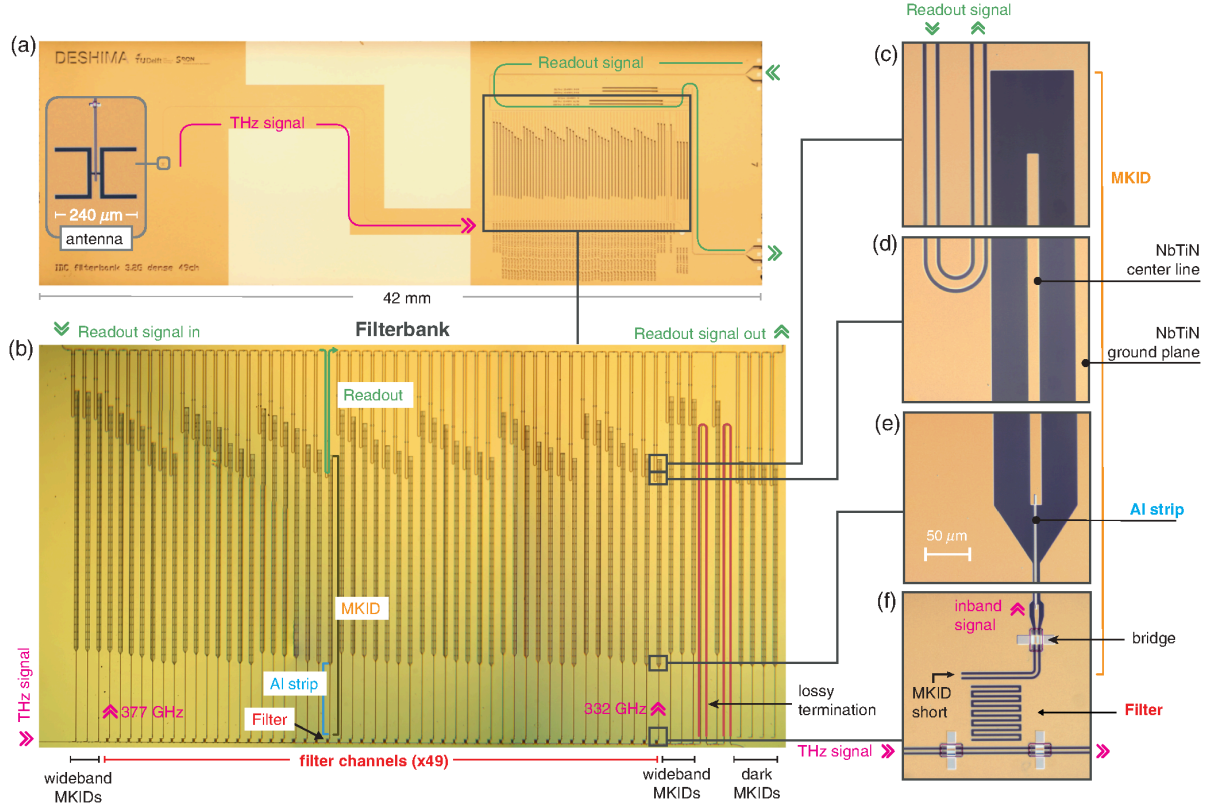 (a)
DESHIMA
Readout signal
THz signal
240 μm
antenna
42 mm
Filterbank
(b)
Readout signal in
Readout signal out
Readout
MKID
Al strip
Filter
377 GHz
332 GHz
THz signal
lossy
termination
wideband
MKIDs
filter channels (x49)
wideband
MKIDs
dark
MKIDs
Readout signal
(c)
MKID
(d)
NbTiN
center line
NbTiN
ground plane
(e)
Al strip
50 μm
(f)
inband
signal
bridge
MKID
short
Filter
THz signal